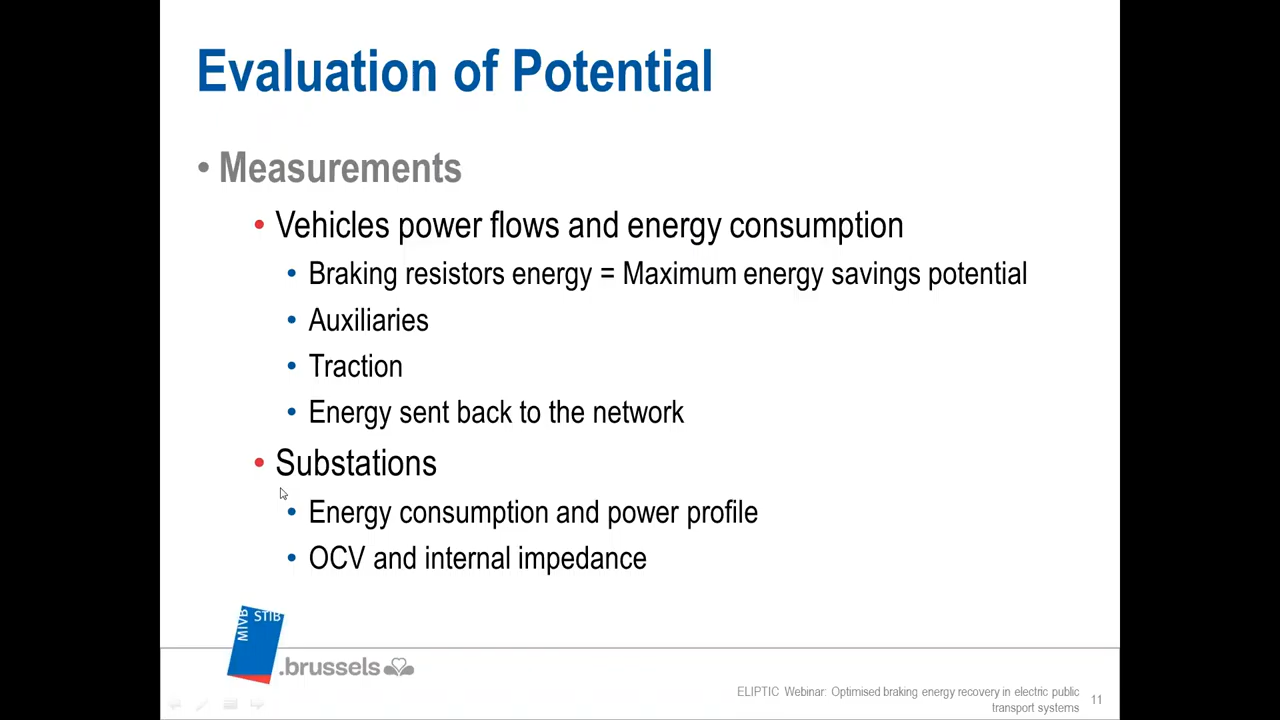 Evaluation of Potential
• Measurements
• Vehicles power flows and energy consumption
• Braking resistors energy = Maximum energy savings potential
• Auxiliaries
• Traction
• Energy sent back to the network
• Substations
• Energy consumption and power profile
• OCV and internal impedance
MIVB STIB
.brussels
ELIPTIC Webinar: Optimised braking energy recovery in electric public
transport systems
11